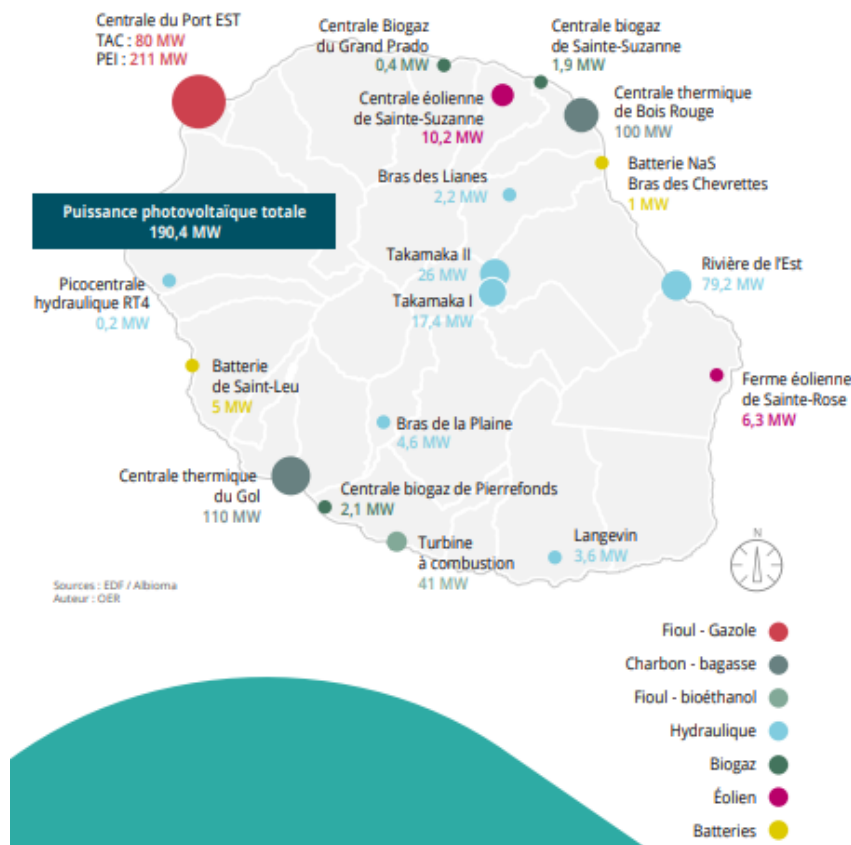 Centrale du Port EST
TAC : 80 MW
PEI : 211 MW
Centrale Biogaz
du Grand Prado
0,4 MW
Centrale biogaz
de Sainte-Suzanne
1,9 MW
Centrale éolienne
de Sainte-Suzanne
10,2 MW
Centrale thermique
de Bois Rouge
100 MW
Bras des Lianes
2,2 MW
Batterie NaS
Bras des Chevrettes
1 MW
Puissance photovoltaïque totale
190,4 MW
Takamaka II
26 MW
Takamaka I
17,4 MW
Rivière de l'Est
79,2 MW
Picocentrale
hydraulique RT4
0,2 MW
Batterie
de Saint-Leu
5 MW
Ferme éolienne
de Sainte-Rose
6,3 MW
Bras de la Plaine
4,6 MW
Centrale thermique
du Gol
110 MW
Centrale biogaz de Pierrefonds
2,1 MW
Turbine
à combustion
41 MW
Langevin
3,6 MW
N
Sources : EDF / Albioma
Auteur : OER
Fioul - Gazole
Charbon - bagasse
Fioul - bioéthanol
Hydraulique
Biogaz
Éolien
Batteries